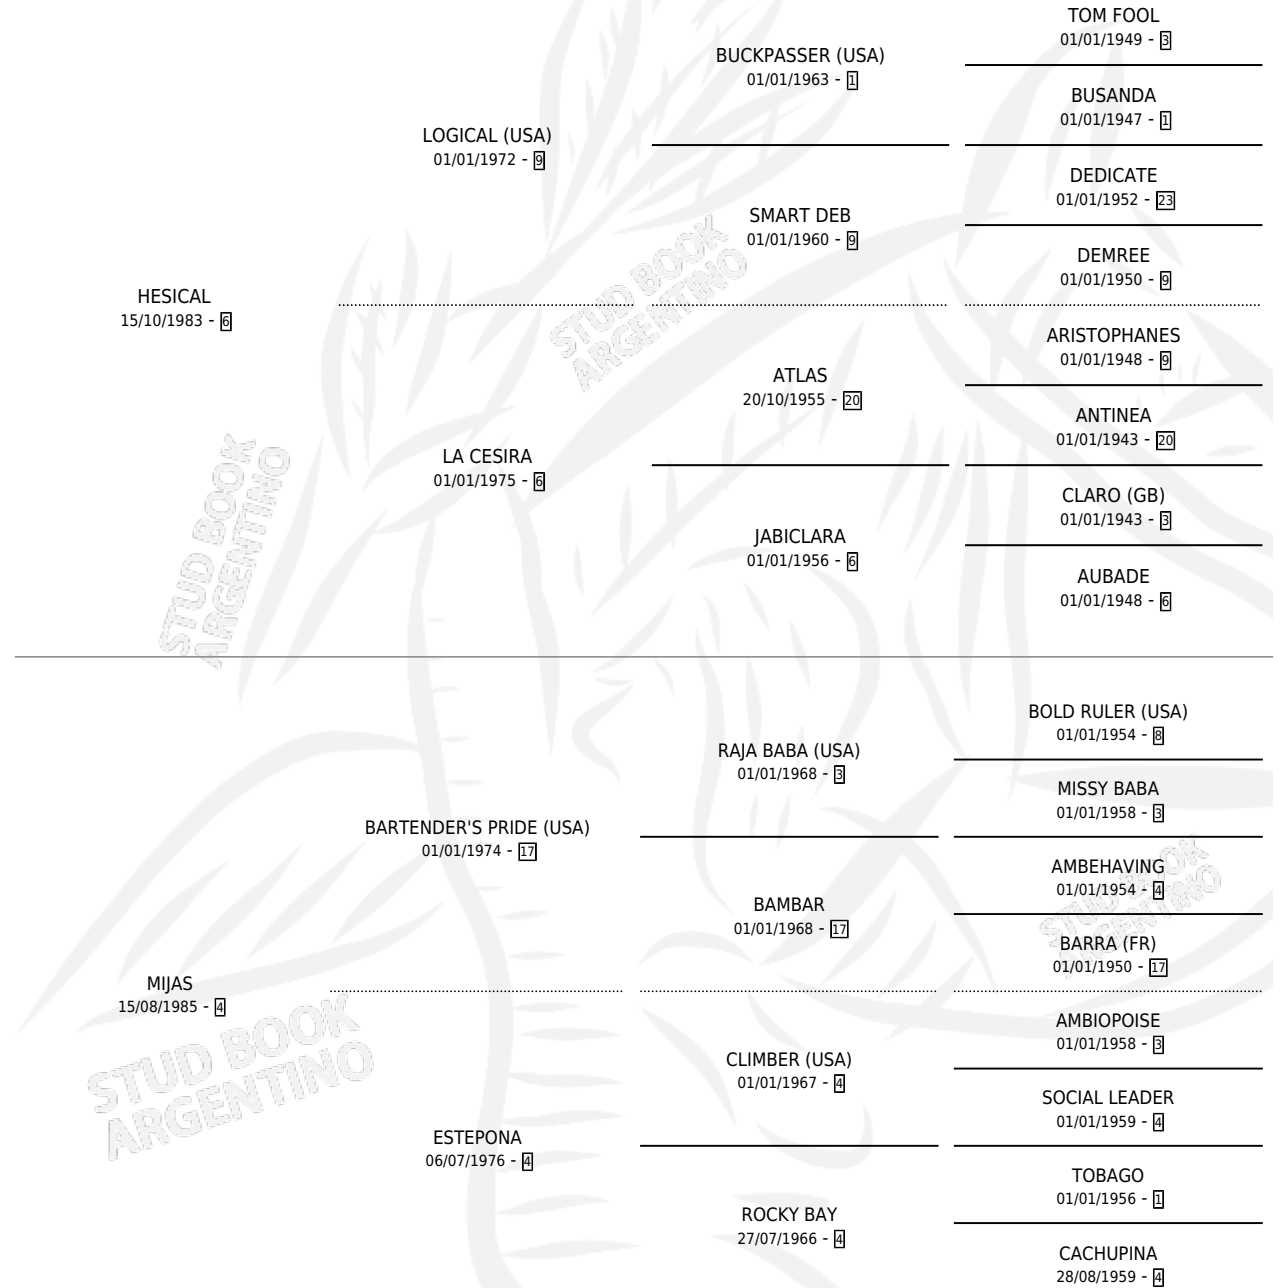 TOM FOOL
01/01/1949 - 3
BUCKPASSER (USA)
01/01/1963 - 1
BUSANDA
01/01/1947 - 1
LOGICAL (USA)
01/01/1972 - 9
DEDICATE
01/01/1952 - 23
SMART DEB
01/01/1960 - 9
DEMREE
01/01/1950 - 9
HESICAL
15/10/1983 - 6
STUD BOOK
ARGENTINO
ARISTOPHANES
01/01/1948 - 9
ATLAS
20/10/1955 - 20
ANTINEA
01/01/1943 - 20
LA CESIRA
01/01/1975 - 6
CLARO (GB)
01/01/1943 - 3
JABICLARA
01/01/1956 - 6
AUBADE
01/01/1948 - 6
STUD BOOK
ARGENTINO
BOLD RULER (USA)
01/01/1954 - 8
RAJA BABA (USA)
01/01/1968 - 3
MISSY BABA
01/01/1958 - 3
BARTENDER'S PRIDE (USA)
01/01/1974 - 17
AMBEHAVING
01/01/1954 - 4
BAMBAR
01/01/1968 - 17
BARRA (FR)
01/01/1950 - 17
STUD BOOK
ARGENTINO
MIJAS
15/08/1985 - 4
AMBIOPOISE
01/01/1958 - 3
CLIMBER (USA)
01/01/1967 - 4
SOCIAL LEADER
01/01/1959 - 4
STUD BOOK
ARGENTINO
ESTEPONA
06/07/1976 - 4
TOBAGO
01/01/1956 - 1
ROCKY BAY
27/07/1966 - 4
CACHUPINA
28/08/1959 - 4